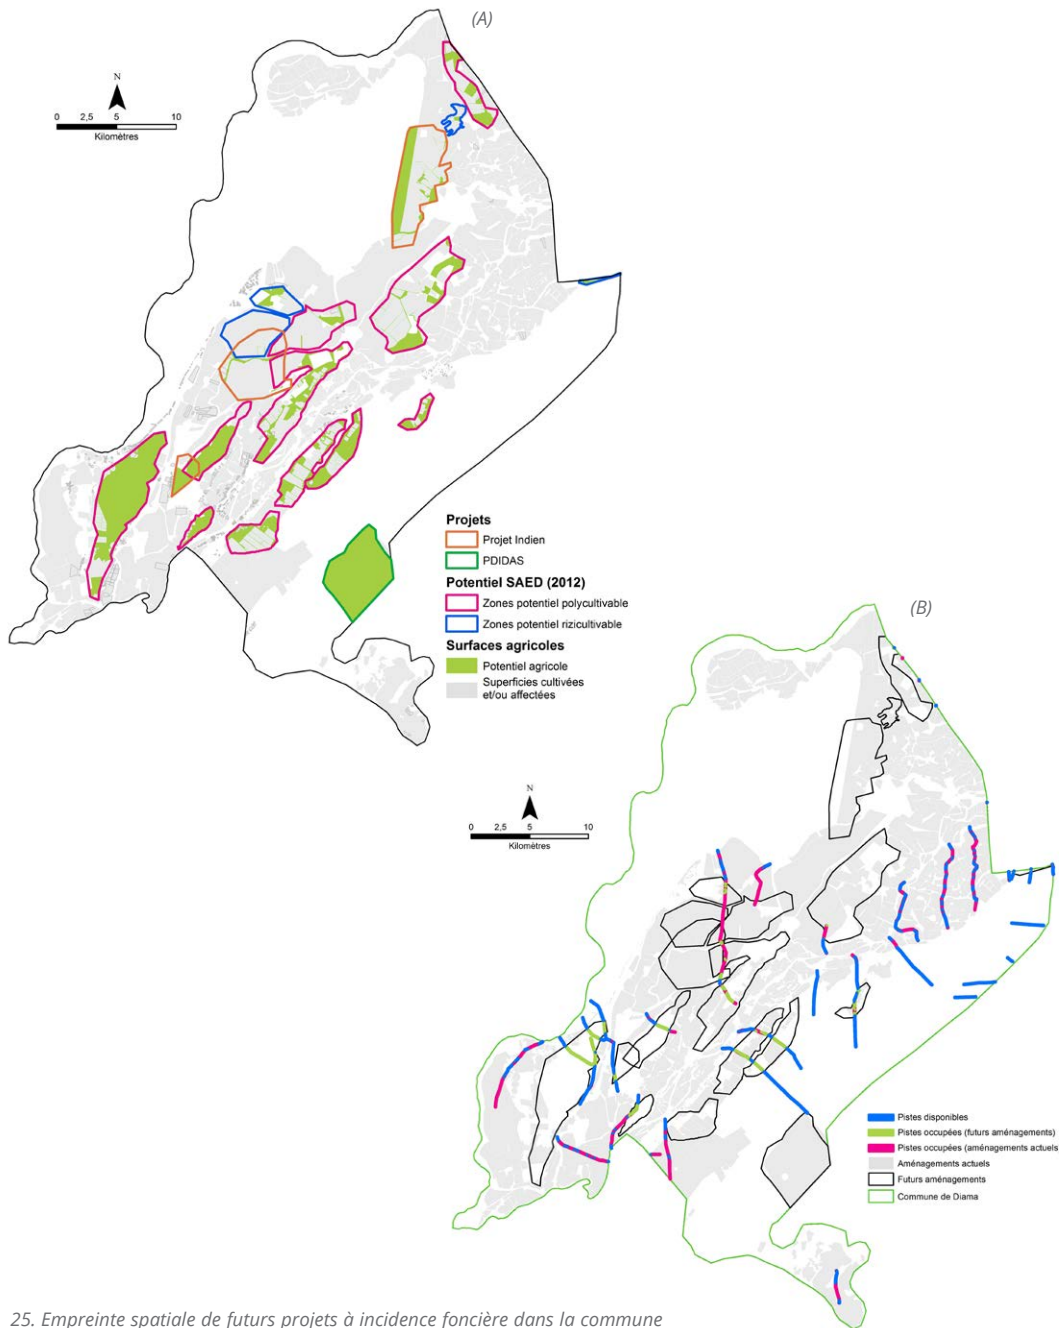 (A)
N
0 2,5 5 10
Kilomètres
Projets
Projet Indien
PDIDAS
Potentiel SAED (2012)
Zones potentiel polycultivable
Zones potentiel rizicultivable
Surfaces agricoles
Potentiel agricole
Superficies cultivées
et/ou affectées
(B)
N
0 2,5 5 10
Kilomètres
Pistes disponibles
Pistes occupées (futurs aménagements)
Pistes occupées (aménagements actuels
Aménagements actuels
Futurs aménagements
Commune de Diama
25. Empreinte spatiale de futurs projets à incidence foncière dans la commune